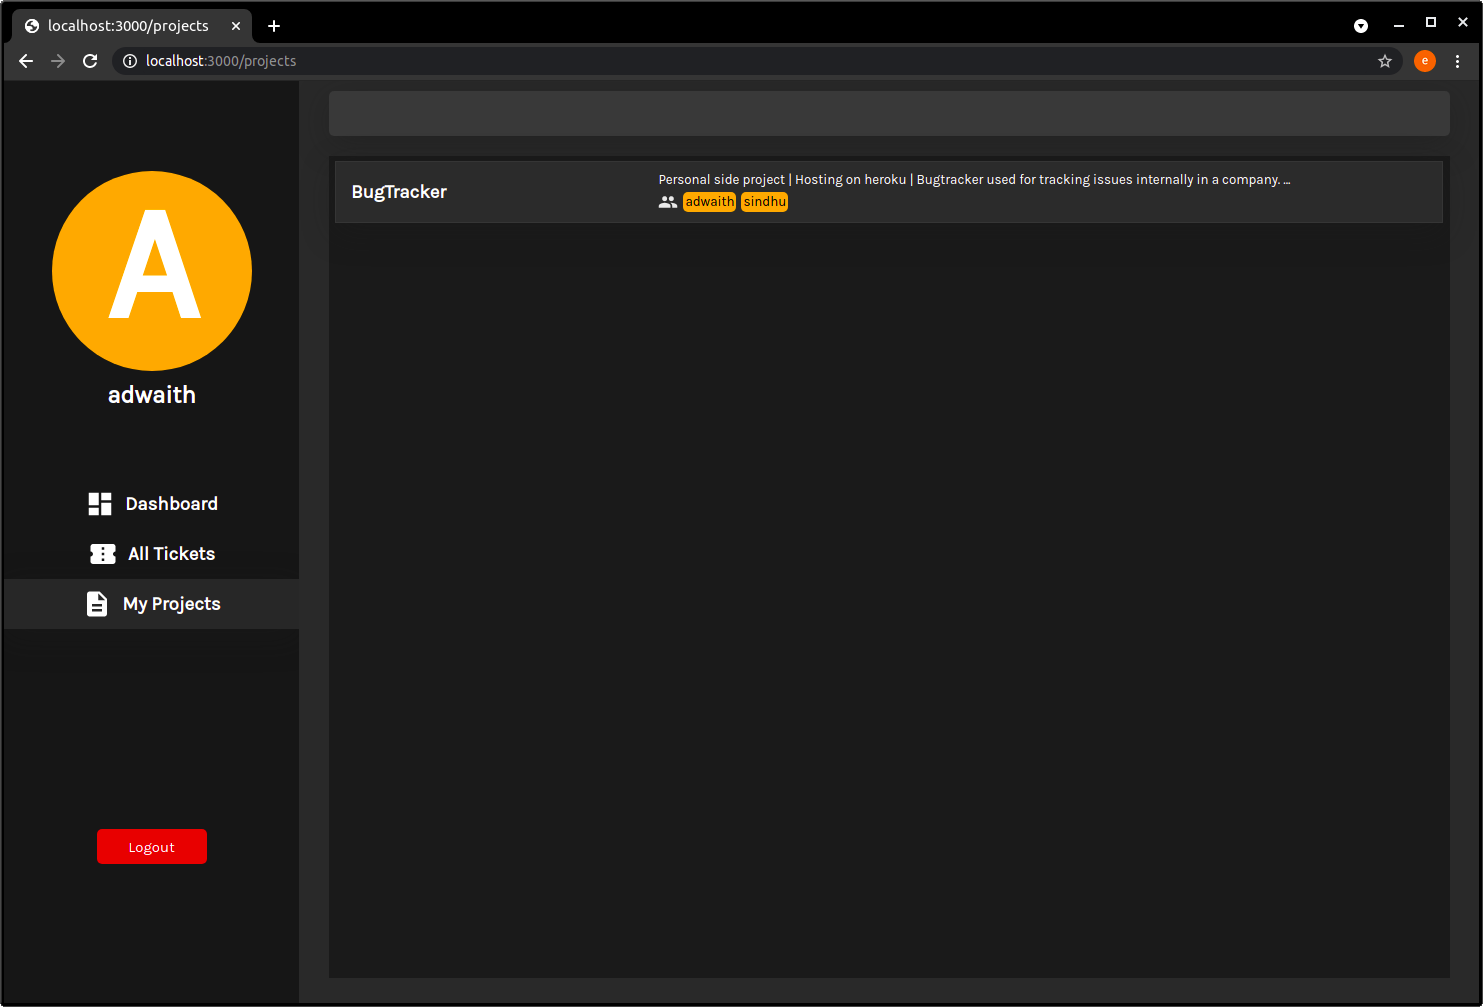 localhost:3000/projects
localhost:3000/projects
e
A
adwaith
Dashboard
All Tickets
My Projects
Logout
BugTracker
Personal side project | Hosting on heroku | Bugtracker used for tracking issues internally in a company. ...
adwaith sindhu